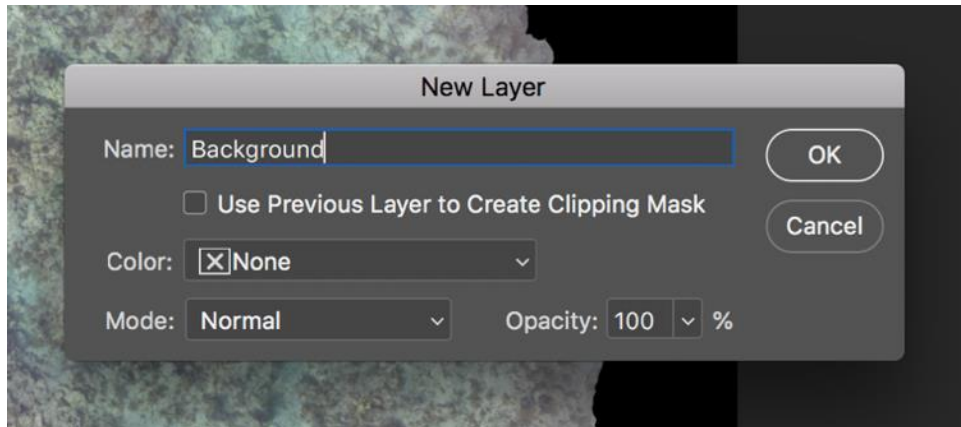 New Layer
Name: Background
OK
Use Previous Layer to Create Clipping Mask
Cancel
Color: None
Mode: Normal Opacity: 100 %